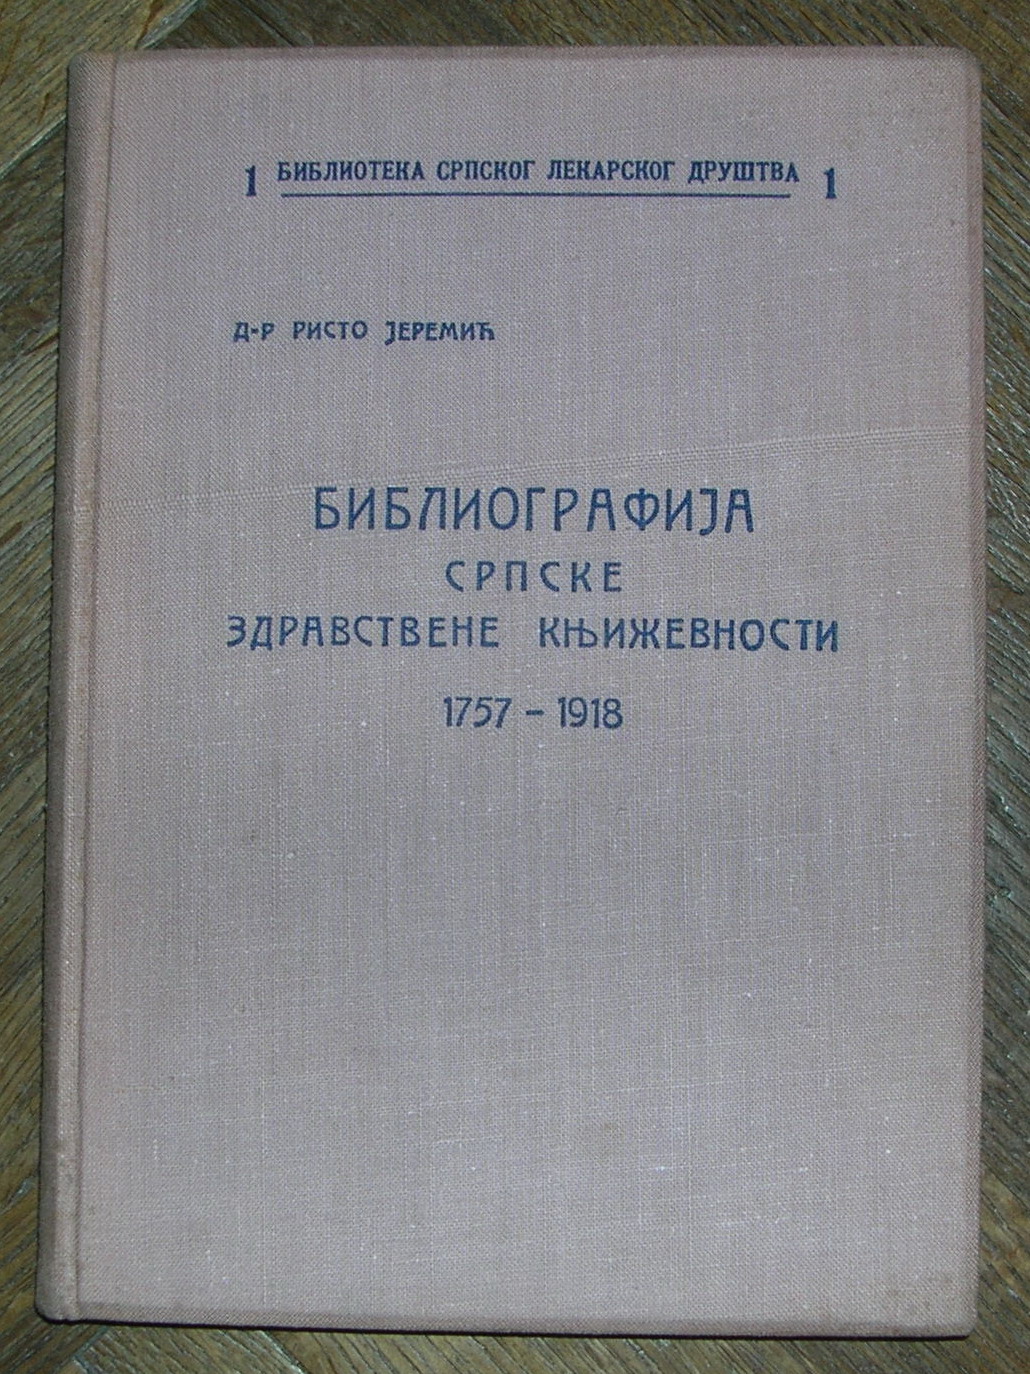 1 БИБЛИОТЕКА СРПСКОГ ЛЕКАРСКОГ ДРУШТВА 1
Д-Р РИСТО ЈЕРЕМИЋ
БИБЛИОГРАФИЈА
СРПСКЕ
ЗДРАВСТВЕНЕ КЊИЖЕВНОСТИ
1757 – 1918